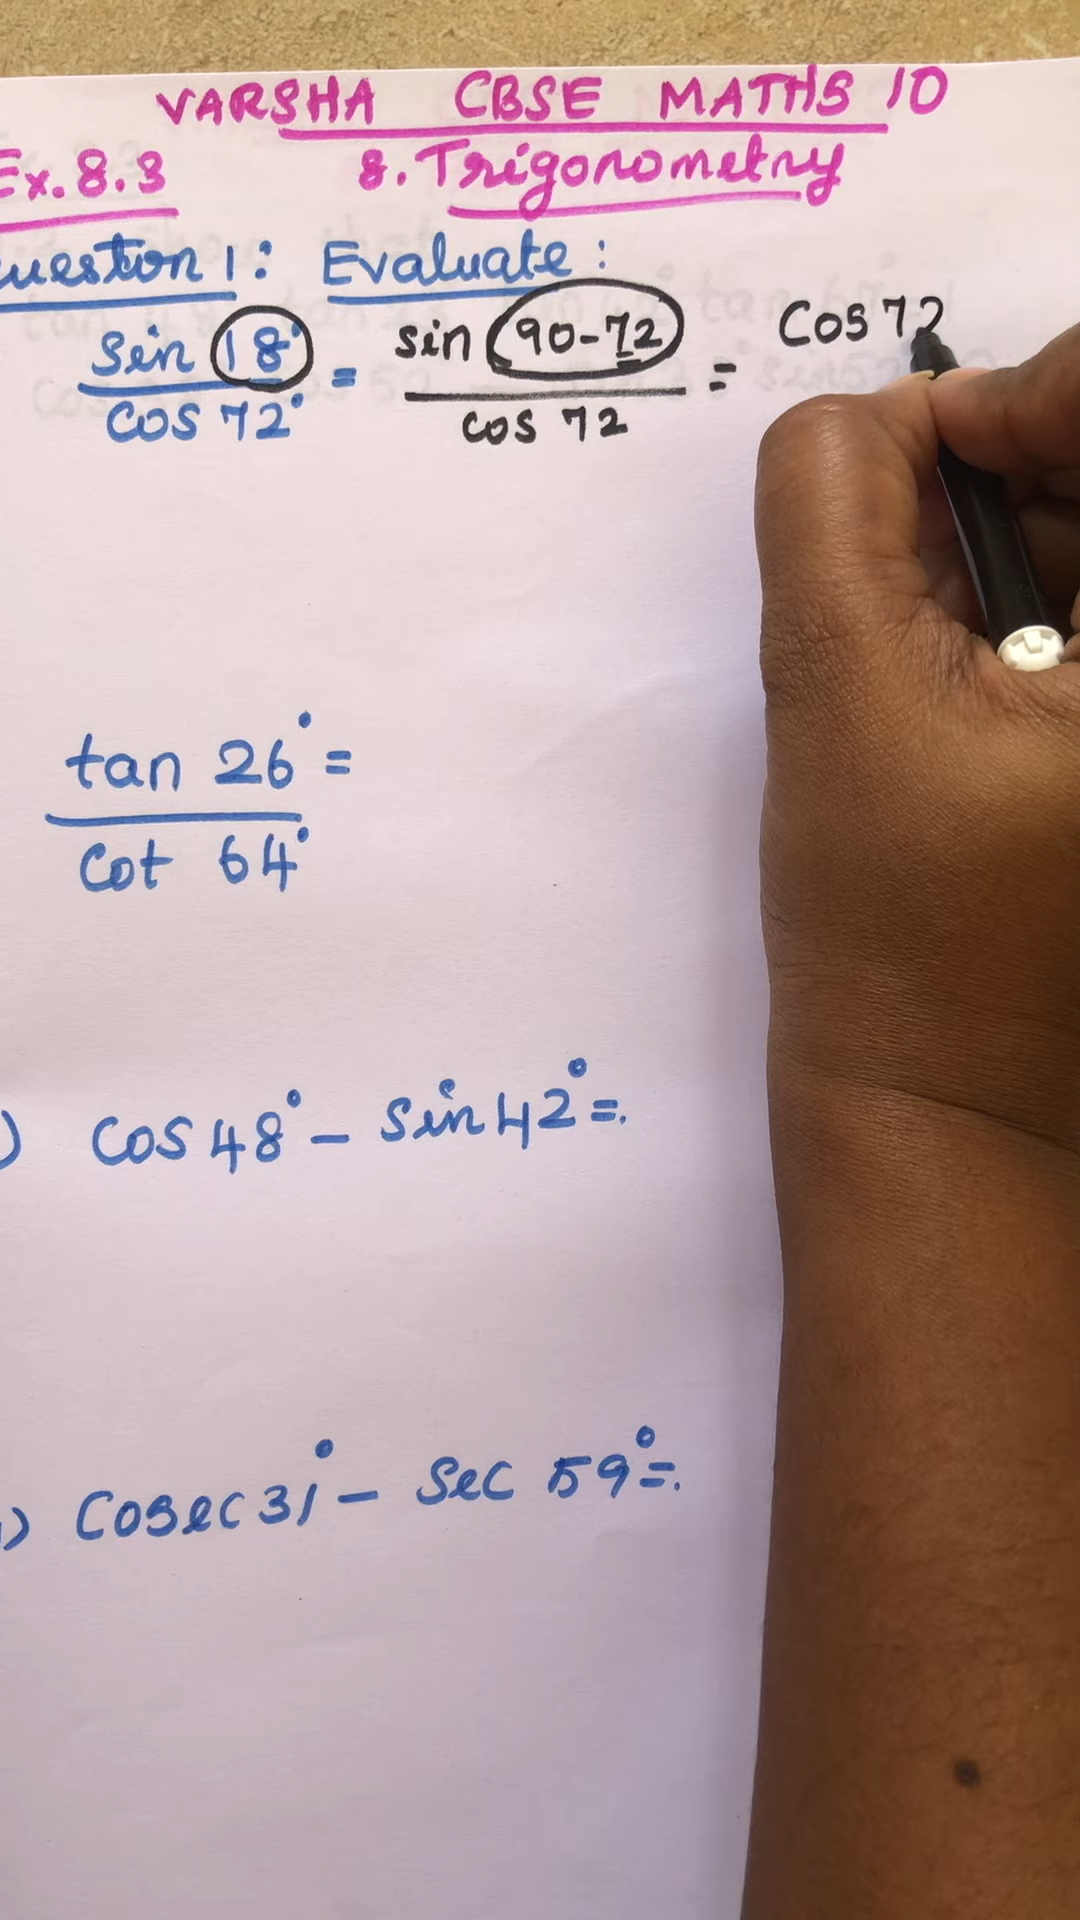 VARSHA CBSE MATHS 10
Ex. 8.3 8. Trigonometry
uestion 1: Evaluate:
sin 18° = sin (90-72) = cos 72
cos 72° cos 72
tan 26° =
cot 64°
) cos 48° - sin 42° =.
) cosec 31° - sec 59° =.